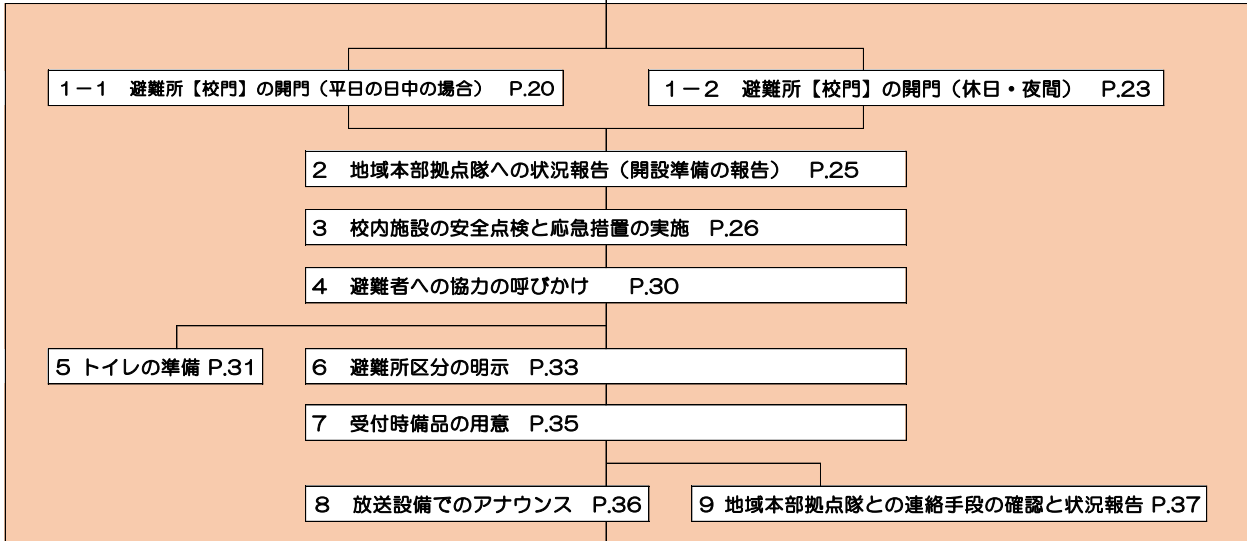 1－1　避難所【校門】の開門（平日の日中の場合）　P.20
1－2　避難所【校門】の開門（休日・夜間）　P.23
2　地域本部拠点隊への状況報告（開設準備の報告）　P.25
3　校内施設の安全点検と応急措置の実施　P.26
4　避難者への協力の呼びかけ　　P.30
5 トイレの準備 P.31
6　避難所区分の明示　P.33
7　受付時備品の用意　P.35
8　放送設備でのアナウンス　P.36
9 地域本部拠点隊との連絡手段の確認と状況報告 P.37